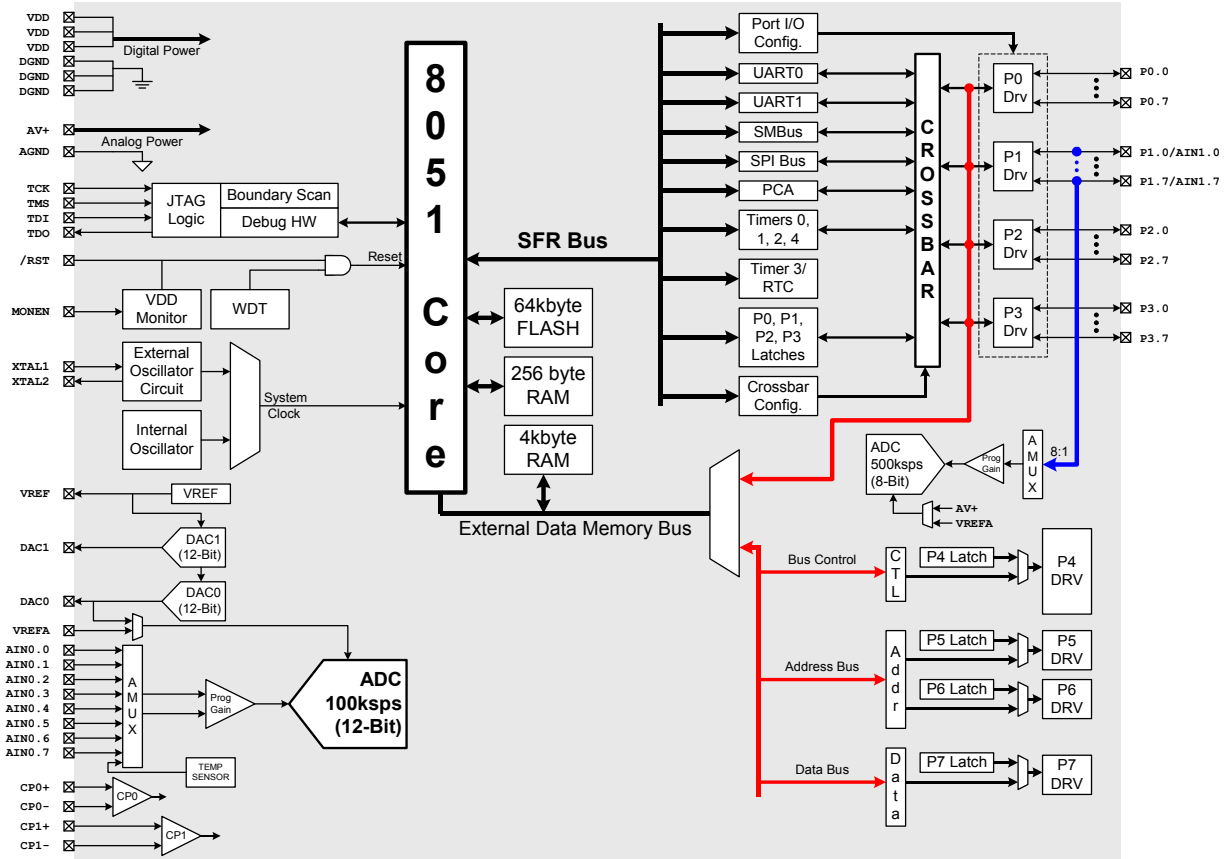 VDD
VDD
VDD
Digital Power
DGND
DGND
DGND
AV+
Analog Power
AGND
TCK
TMS
TDI
TDO
JTAG
Logic
Boundary Scan
Debug HW
/RST
Reset
MONEN
VDD
Monitor
WDT
XTAL1
XTAL2
External
Oscillator
Circuit
Internal
Oscillator
System
Clock
VREF
VREF
DAC1
DAC1
(12-Bit)
DAC0
DAC0
(12-Bit)
VREFA
AIN0.0
AIN0.1
AIN0.2
AIN0.3
AIN0.4
AIN0.5
AIN0.6
AIN0.7
AMUX
Prog
Gain
ADC
100ksps
(12-Bit)
TEMP
SENSOR
CP0+
CP0-
CP0
CP1+
CP1-
CP1
8051 Core
64kbyte
FLASH
256 byte
RAM
4kbyte
RAM
SFR Bus
External Data Memory Bus
Port I/O
Config.
UART0
UART1
SMBus
SPI Bus
PCA
Timers 0,
1, 2, 4
Timer 3/
RTC
P0, P1,
P2, P3
Latches
Crossbar
Config.
CROSSBAR
P0
Drv
P1
Drv
P2
Drv
P3
Drv
P0.0
P0.7
P1.0/AIN1.0
P1.7/AIN1.7
P2.0
P2.7
P3.0
P3.7
ADC
500ksps
(8-Bit)
Prog
Gain
AMUX
8:1
AV+
VREFA
Bus Control
CTL
P4 Latch
P4
DRV
Address Bus
Addr
P5 Latch
P5
DRV
P6 Latch
P6
DRV
Data Bus
Data
P7 Latch
P7
DRV